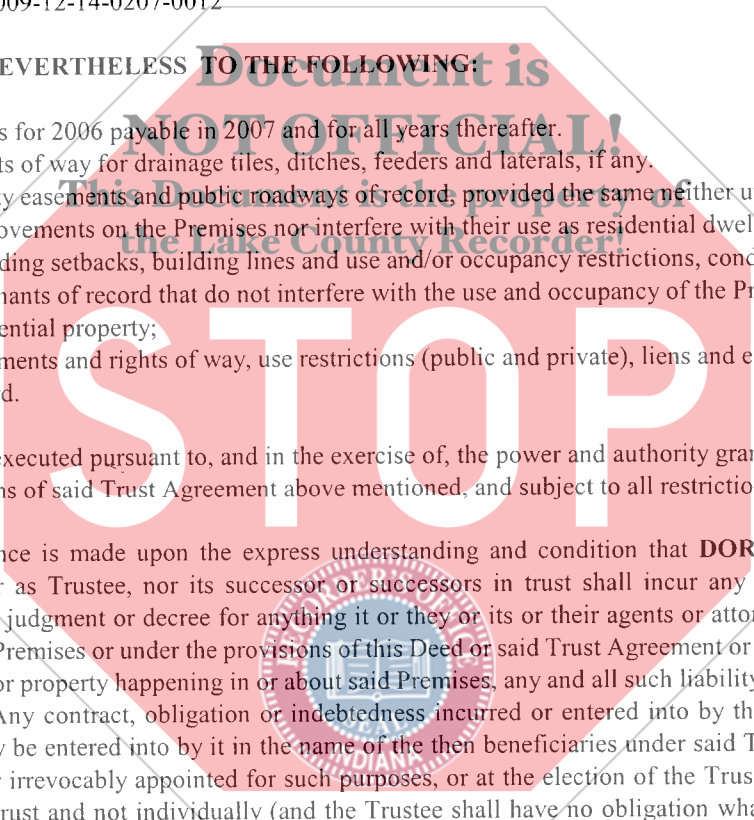 009-12-14-0207-0012
EVERTHELESS TO THE FOLLOWING:
Document is
NOT OFFICIAL!
This Document is the property of
the Lake County Recorder!
STOP
s for 2006 payable in 2007 and for all years thereafter.
ts of way for drainage tiles, ditches, feeders and laterals, if any.
y easements and public roadways of record, provided the same neither u
ovements on the Premises nor interfere with their use as residential dwel
ding setbacks, building lines and use and/or occupancy restrictions, cond
nants of record that do not interfere with the use and occupancy of the Pr
ential property;
ments and rights of way, use restrictions (public and private), liens and e
d.
executed pursuant to, and in the exercise of, the power and authority gran
ns of said Trust Agreement above mentioned, and subject to all restrictio
nce is made upon the express understanding and condition that DOR
r as Trustee, nor its successor or successors in trust shall incur any
judgment or decree for anything it or they or its or their agents or attor
Premises or under the provisions of this Deed or said Trust Agreement or
or property happening in or about said Premises, any and all such liability
Any contract, obligation or indebtedness incurred or entered into by th
y be entered into by it in the name of the then beneficiaries under said T
r irrevocably appointed for such purposes, or at the election of the Trus
rust and not individually (and the Trustee shall have no obligation wha
SEAL
INDIANA